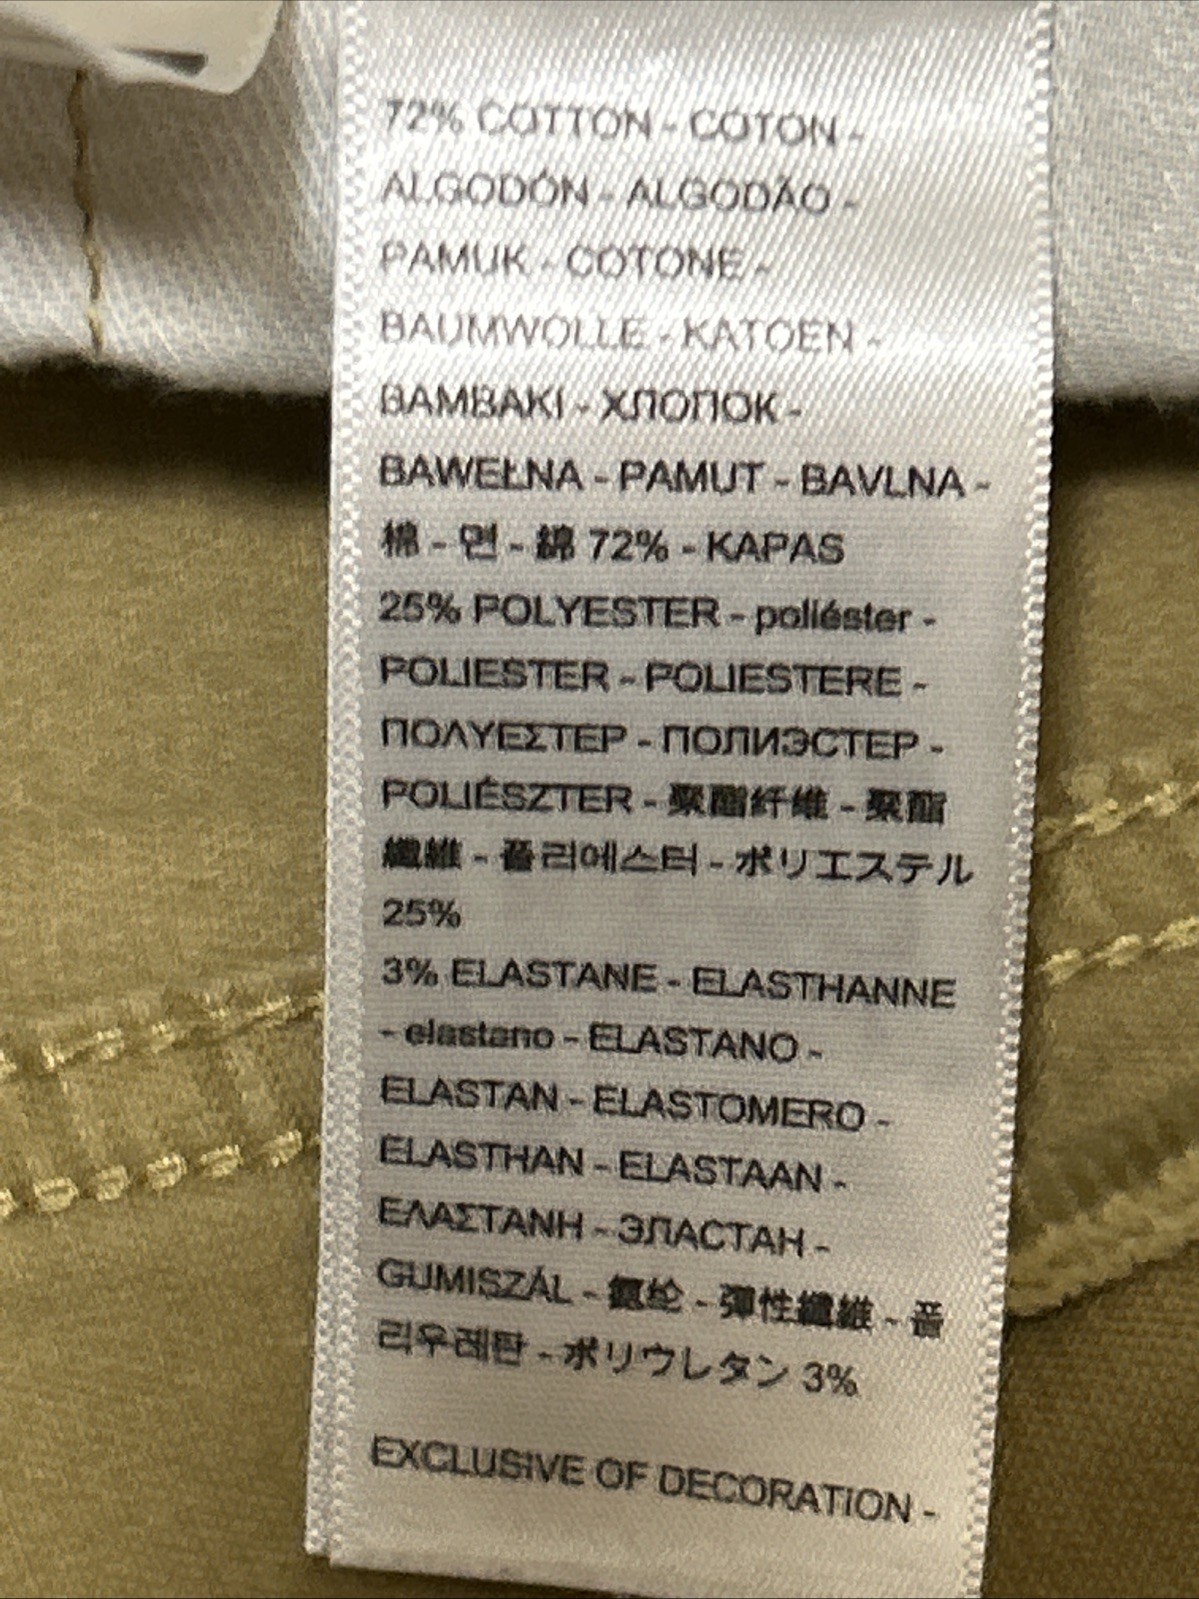 72% COTTON - COTON -
ALGODÓN - ALGODÃO -
PAMUK - COTONE -
BAUMWOLLE - KATOEN -
BAMBAKI - ХЛОПОК -
BAWEŁNA - PAMUT - BAVLNA -
棉 - 면 - 綿 72% - KAPAS
25% POLYESTER - poliéster -
POLIESTER - POLIESTERE -
ΠΟΛΥΕΣΤΕΡ - ПОЛИЭСТЕР -
POLIÉSZTER - 聚酯纤维 - 聚酯
纖維 - 폴리에스터 - ポリエステル
25%
3% ELASTANE - ELASTHANNE
- elastano - ELASTANO -
ELASTAN - ELASTOMERO -
ELASTHAN - ELASTAAN -
ΕΛΑΣΤΑΝΗ - ЭЛАСТАН -
GUMISZÁL - 氨纶 - 彈性纖維 - 폴
리우레탄 - ポリウレタン 3%
EXCLUSIVE OF DECORATION -